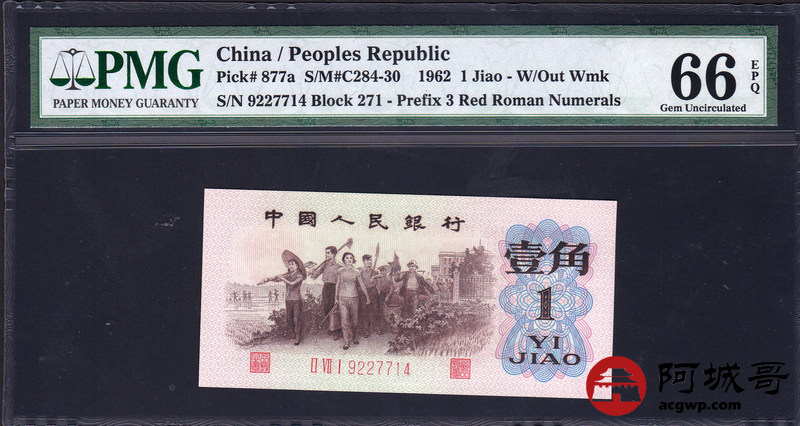 PMG
PAPER MONEY GUARANTY
China / Peoples Republic
Pick# 877a S/M#C284-30 1962 1 Jiao - W/Out Wmk
S/N 9227714 Block 271 - Prefix 3 Red Roman Numerals
66 EPQ
Gem Uncirculated
中國人民銀行
壹角
1
YI
JIAO
II VII I 9227714
阿城哥
acgwp.com